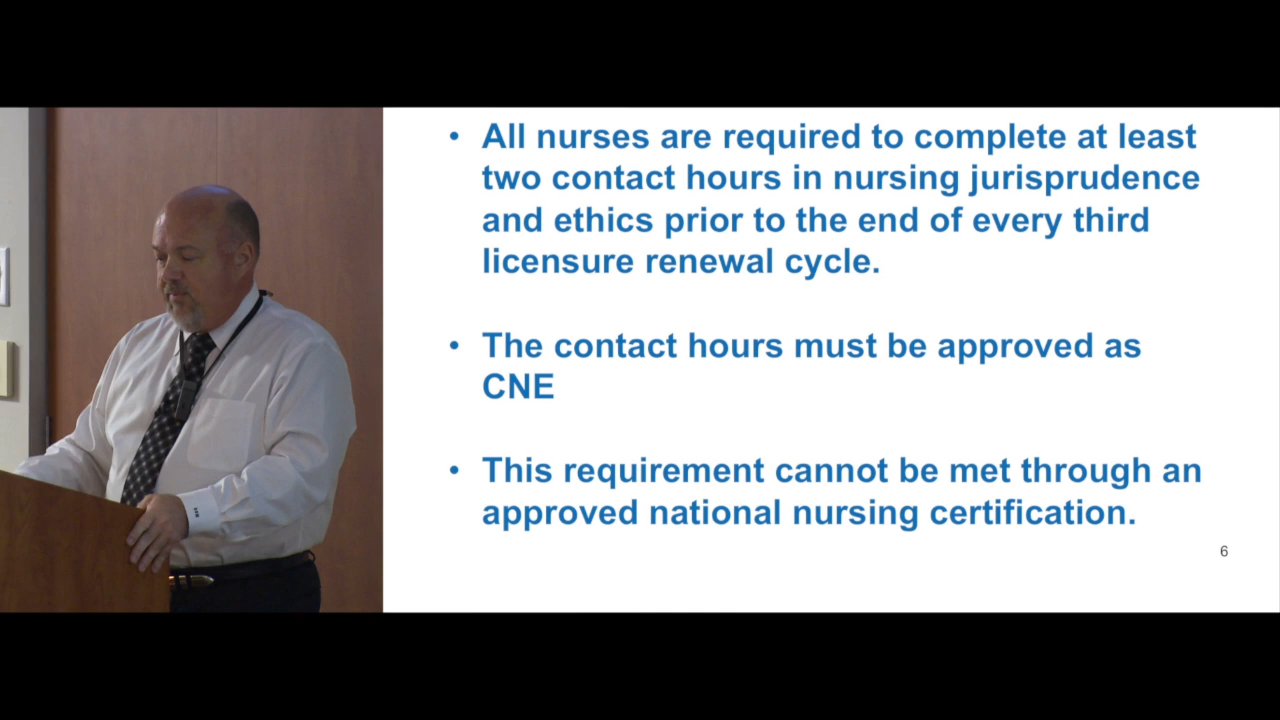 • All nurses are required to complete at least
two contact hours in nursing jurisprudence
and ethics prior to the end of every third
licensure renewal cycle.
• The contact hours must be approved as
CNE
• This requirement cannot be met through an
approved national nursing certification.
6